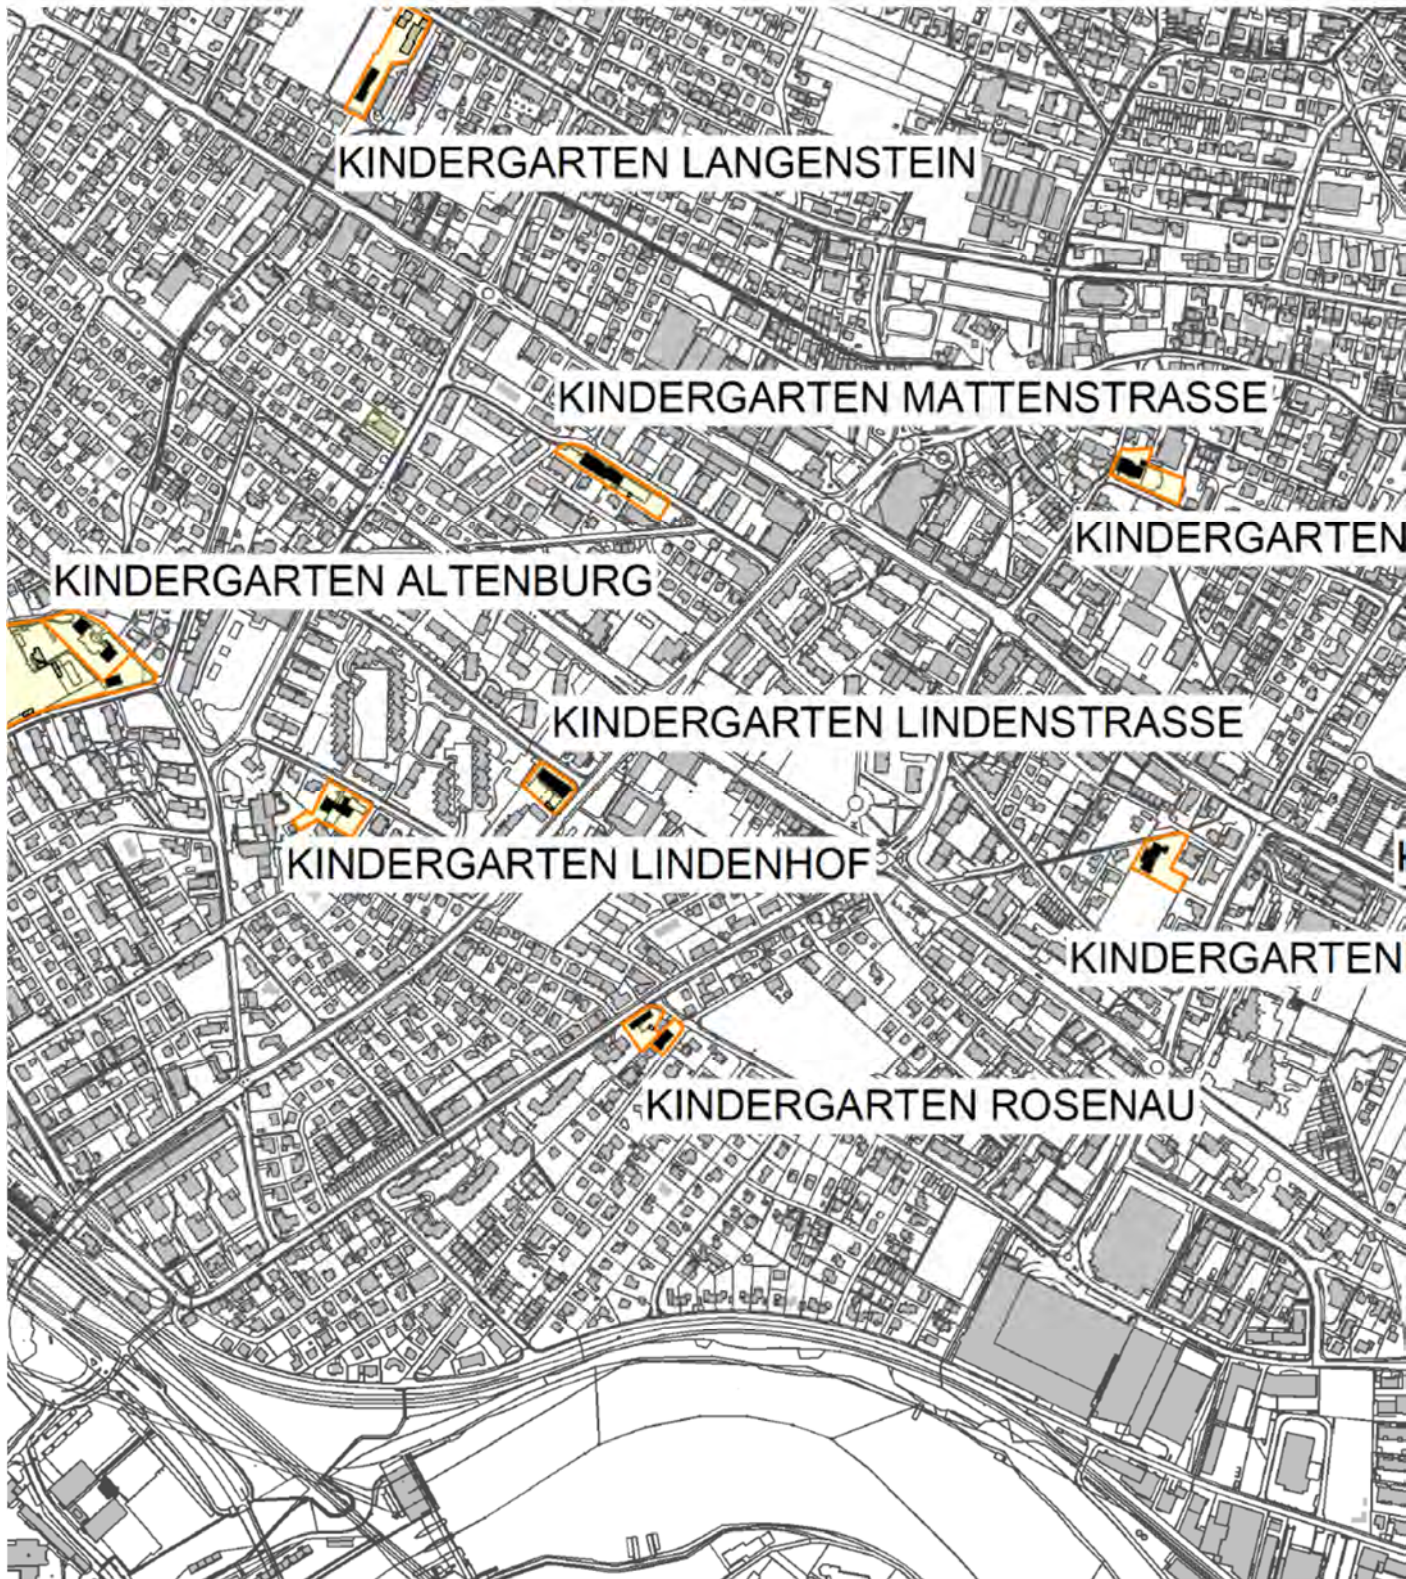 KINDERGARTEN LANGENSTEIN
KINDERGARTEN MATTENSTRASSE
KINDERGARTEN
KINDERGARTEN ALTENBURG
KINDERGARTEN LINDENSTRASSE
KINDERGARTEN LINDENHOF
K
KINDERGARTEN
KINDERGARTEN ROSENAU